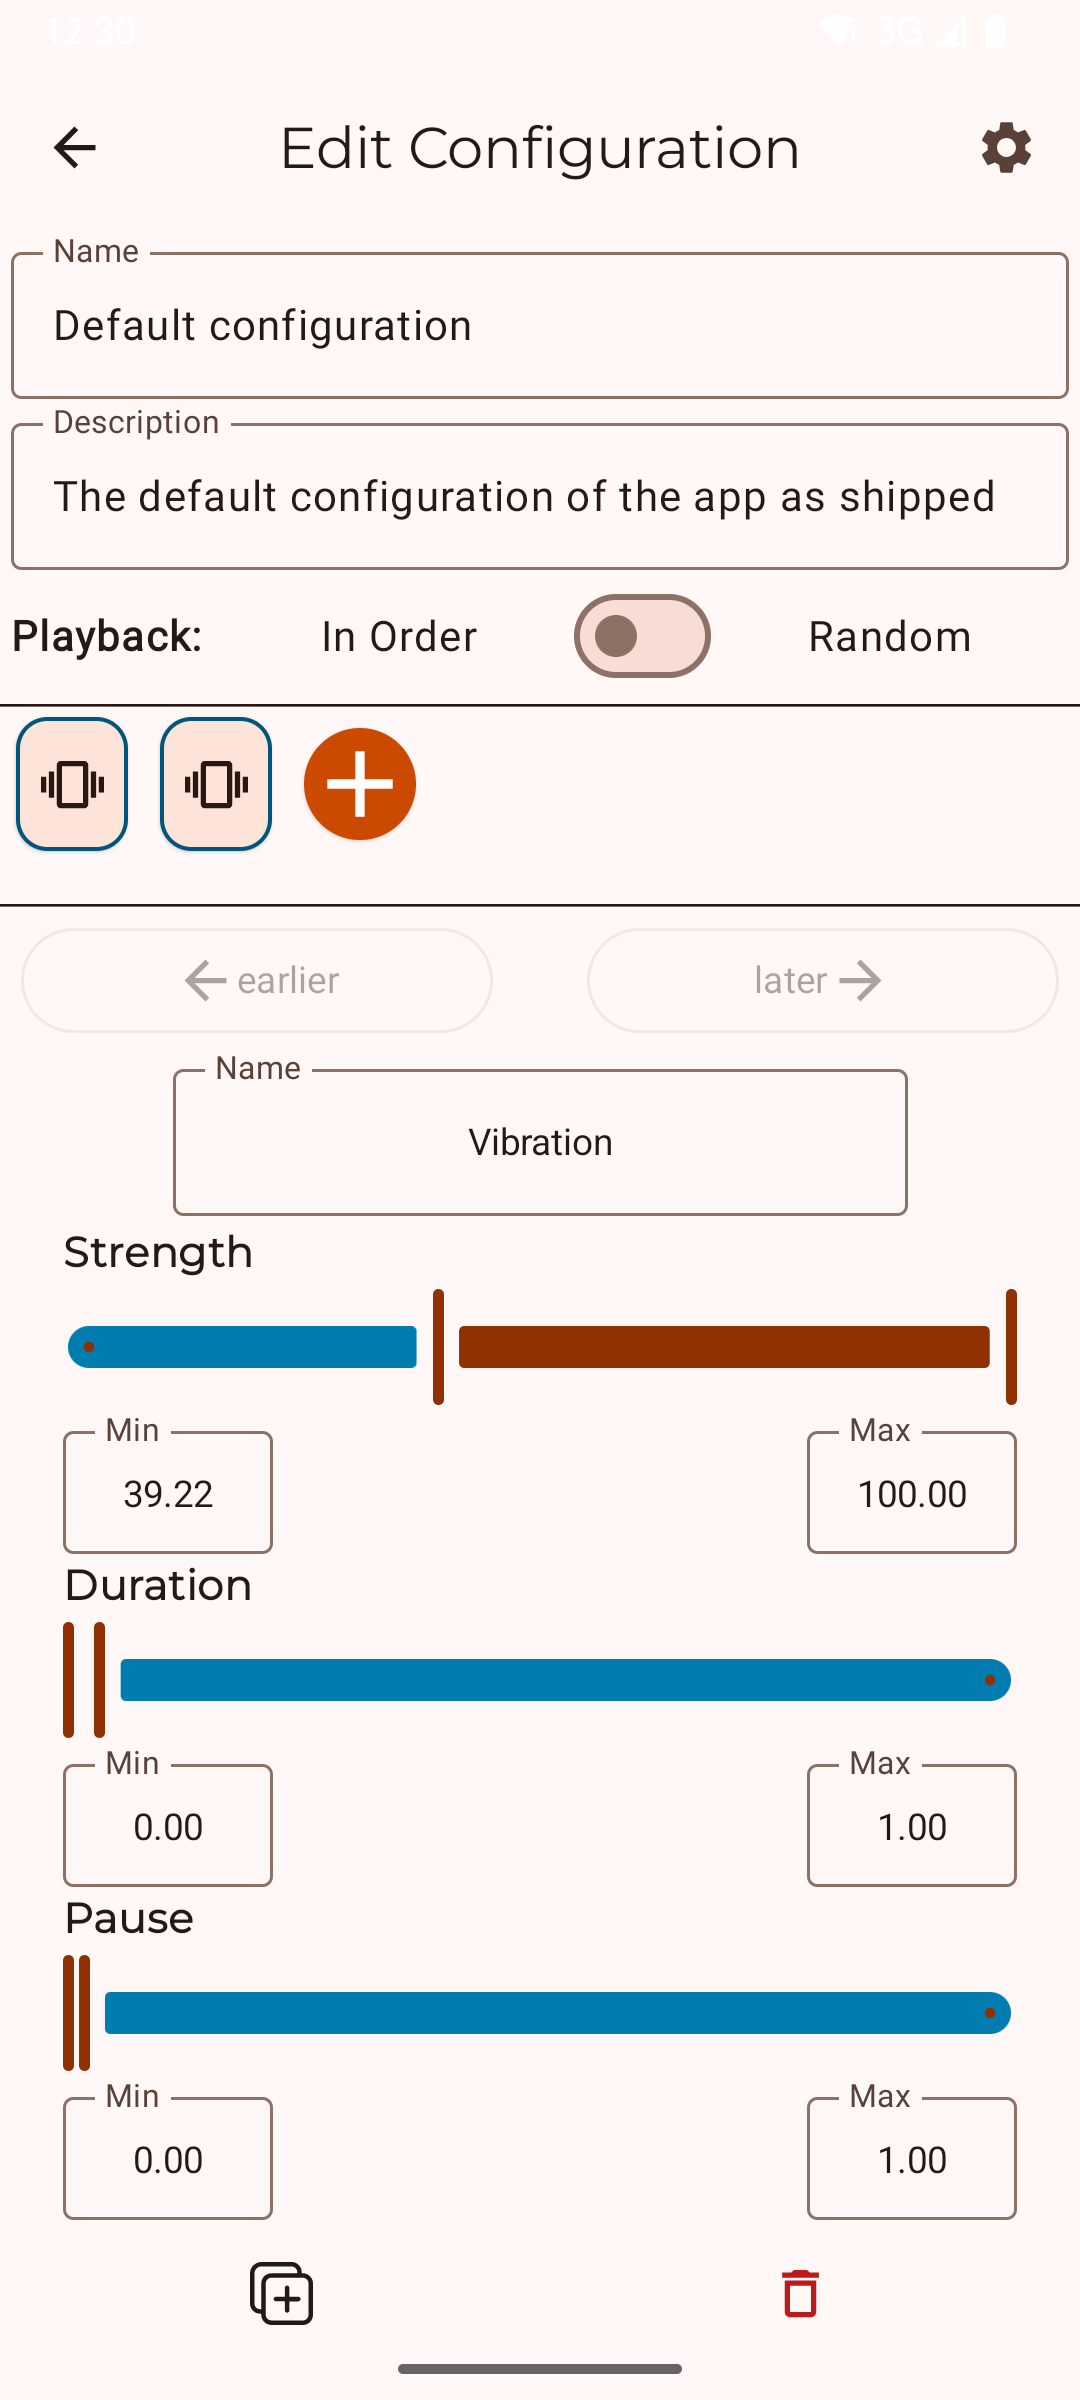 12:30
3G
Edit Configuration
Name
Default configuration
Description
The default configuration of the app as shipped
Playback:
In Order
Random
earlier
later
Name
Vibration
Strength
Min
39.22
Max
100.00
Duration
Min
0.00
Max
1.00
Pause
Min
0.00
Max
1.00